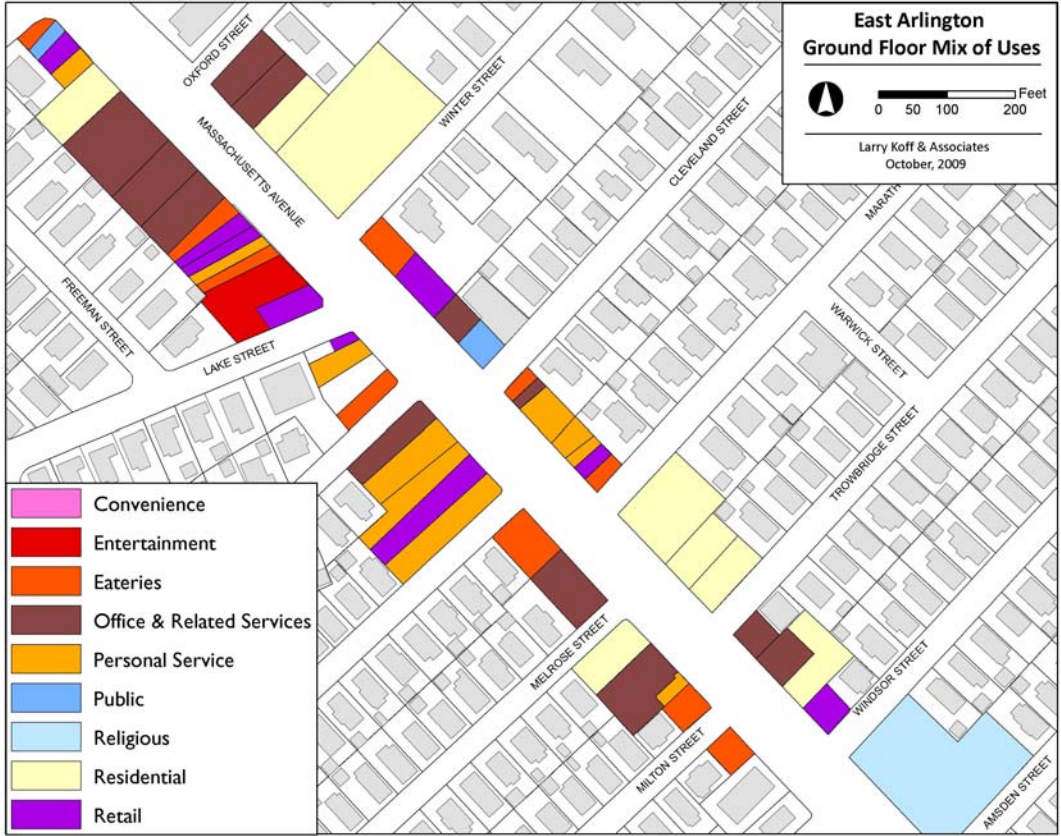 East Arlington
Ground Floor Mix of Uses
Feet
0 50 100 200
Larry Koff & Associates
October, 2009
OXFORD STREET
MASSACHUSETTS AVENUE
WINTER STREET
CLEVELAND STREET
MARATH
FREEMAN STREET
LAKE STREET
WARWICK STREET
TROWBRIDGE STREET
MELROSE STREET
WINDSOR STREET
MILTON STREET
AMSDEN STREET
Convenience
Entertainment
Eateries
Office & Related Services
Personal Service
Public
Religious
Residential
Retail